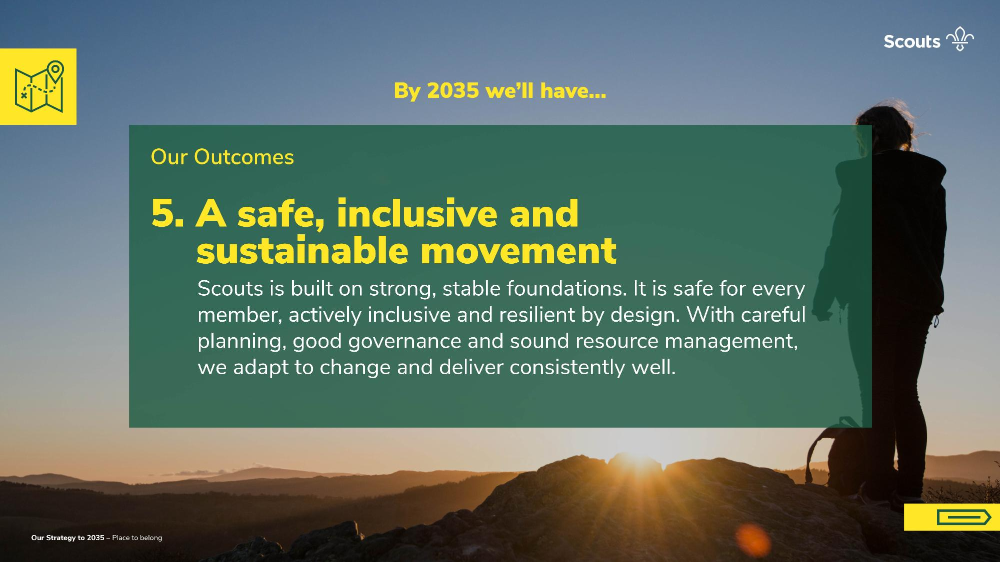 Scouts
By 2035 we’ll have...
Our Outcomes
5. A safe, inclusive and
sustainable movement
Scouts is built on strong, stable foundations. It is safe for every
member, actively inclusive and resilient by design. With careful
planning, good governance and sound resource management,
we adapt to change and deliver consistently well.
Our Strategy to 2035 – Place to belong